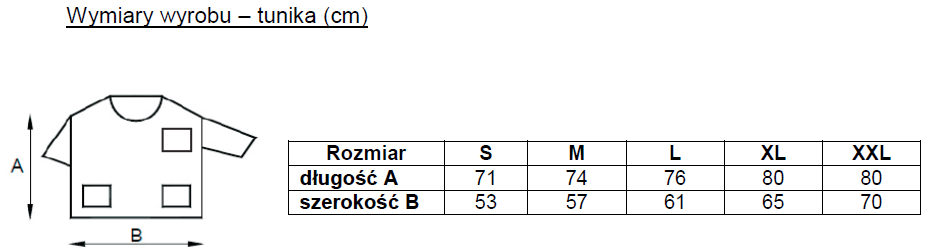 Wymiary wyrobu – tunika (cm)
A
B
Rozmiar S M L XL XXL
długość A 71 74 76 80 80
szerokość B 53 57 61 65 70